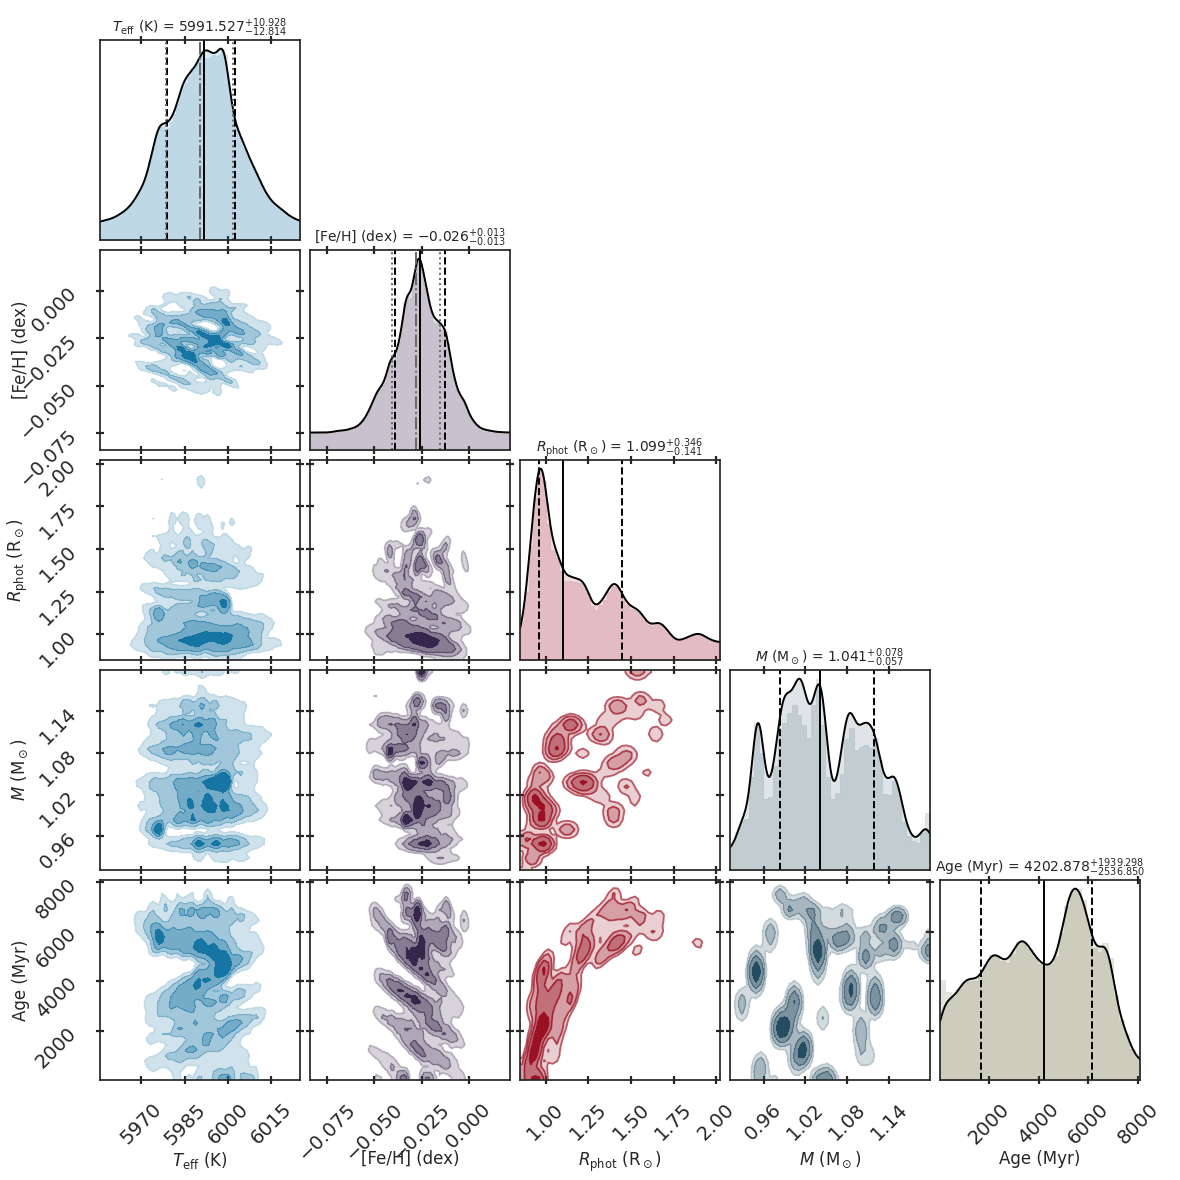 T_eff (K) = 5991.527^{+10.928}_{−12.814}
[Fe/H] (dex) = −0.026^{+0.013}_{−0.013}
[Fe/H] (dex)
0.000
−0.025
−0.050
−0.075
R_phot (R_⊙) = 1.099^{+0.346}_{−0.141}
R_phot (R_⊙)
2.00
1.75
1.50
1.25
1.00
M (M_⊙) = 1.041^{+0.078}_{−0.057}
M (M_⊙)
1.14
1.08
1.02
0.96
Age (Myr) = 4202.878^{+1939.298}_{−2536.850}
Age (Myr)
8000
6000
4000
2000
5970 5985 6000 6015
−0.075 −0.050 −0.025 0.000
1.00 1.25 1.50 1.75 2.00
0.96 1.02 1.08 1.14
2000 4000 6000 8000
T_eff (K)
[Fe/H] (dex)
R_phot (R_⊙)
M (M_⊙)
Age (Myr)